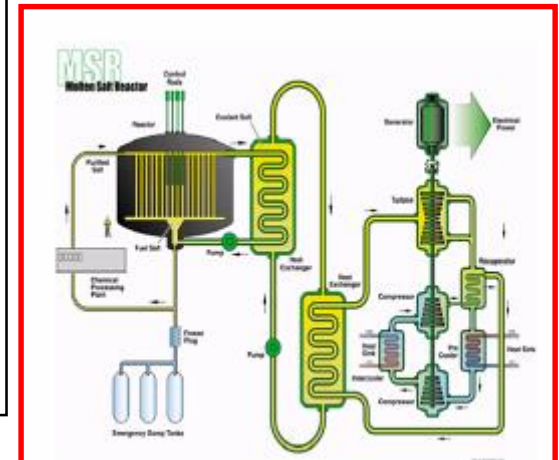 MSR
Molten Salt Reactor
Control
Rods
Reactor
Coolant Salt
Purified
Salt
Fuel Salt
Pump
Heat
Exchanger
Chemical
Processing
Plant
Freeze
Plug
Emergency Dump Tanks
Pump
Heat
Exchanger
Generator
Electrical
Power
Turbine
Recuperator
Compressor
Heat
Sink
Pre
Cooler
Heat Sink
Intercooler
Compressor